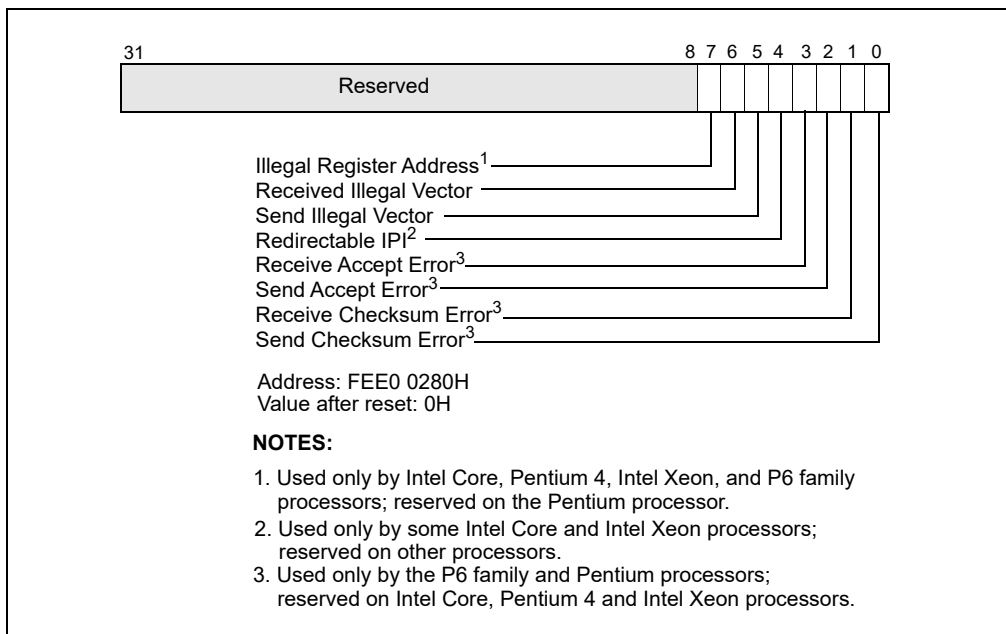 31 8 7 6 5 4 3 2 1 0
Reserved
Illegal Register Address¹
Received Illegal Vector
Send Illegal Vector
Redirectable IPI²
Receive Accept Error³
Send Accept Error³
Receive Checksum Error³
Send Checksum Error³
Address: FEE0 0280H
Value after reset: 0H
NOTES:
1. Used only by Intel Core, Pentium 4, Intel Xeon, and P6 family
processors; reserved on the Pentium processor.
2. Used only by some Intel Core and Intel Xeon processors;
reserved on other processors.
3. Used only by the P6 family and Pentium processors;
reserved on Intel Core, Pentium 4 and Intel Xeon processors.